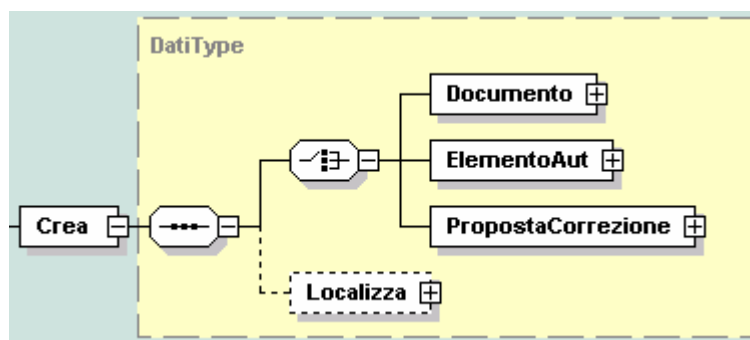 DatiType
Documento
ElementoAut
Crea
PropostaCorrezione
Localizza